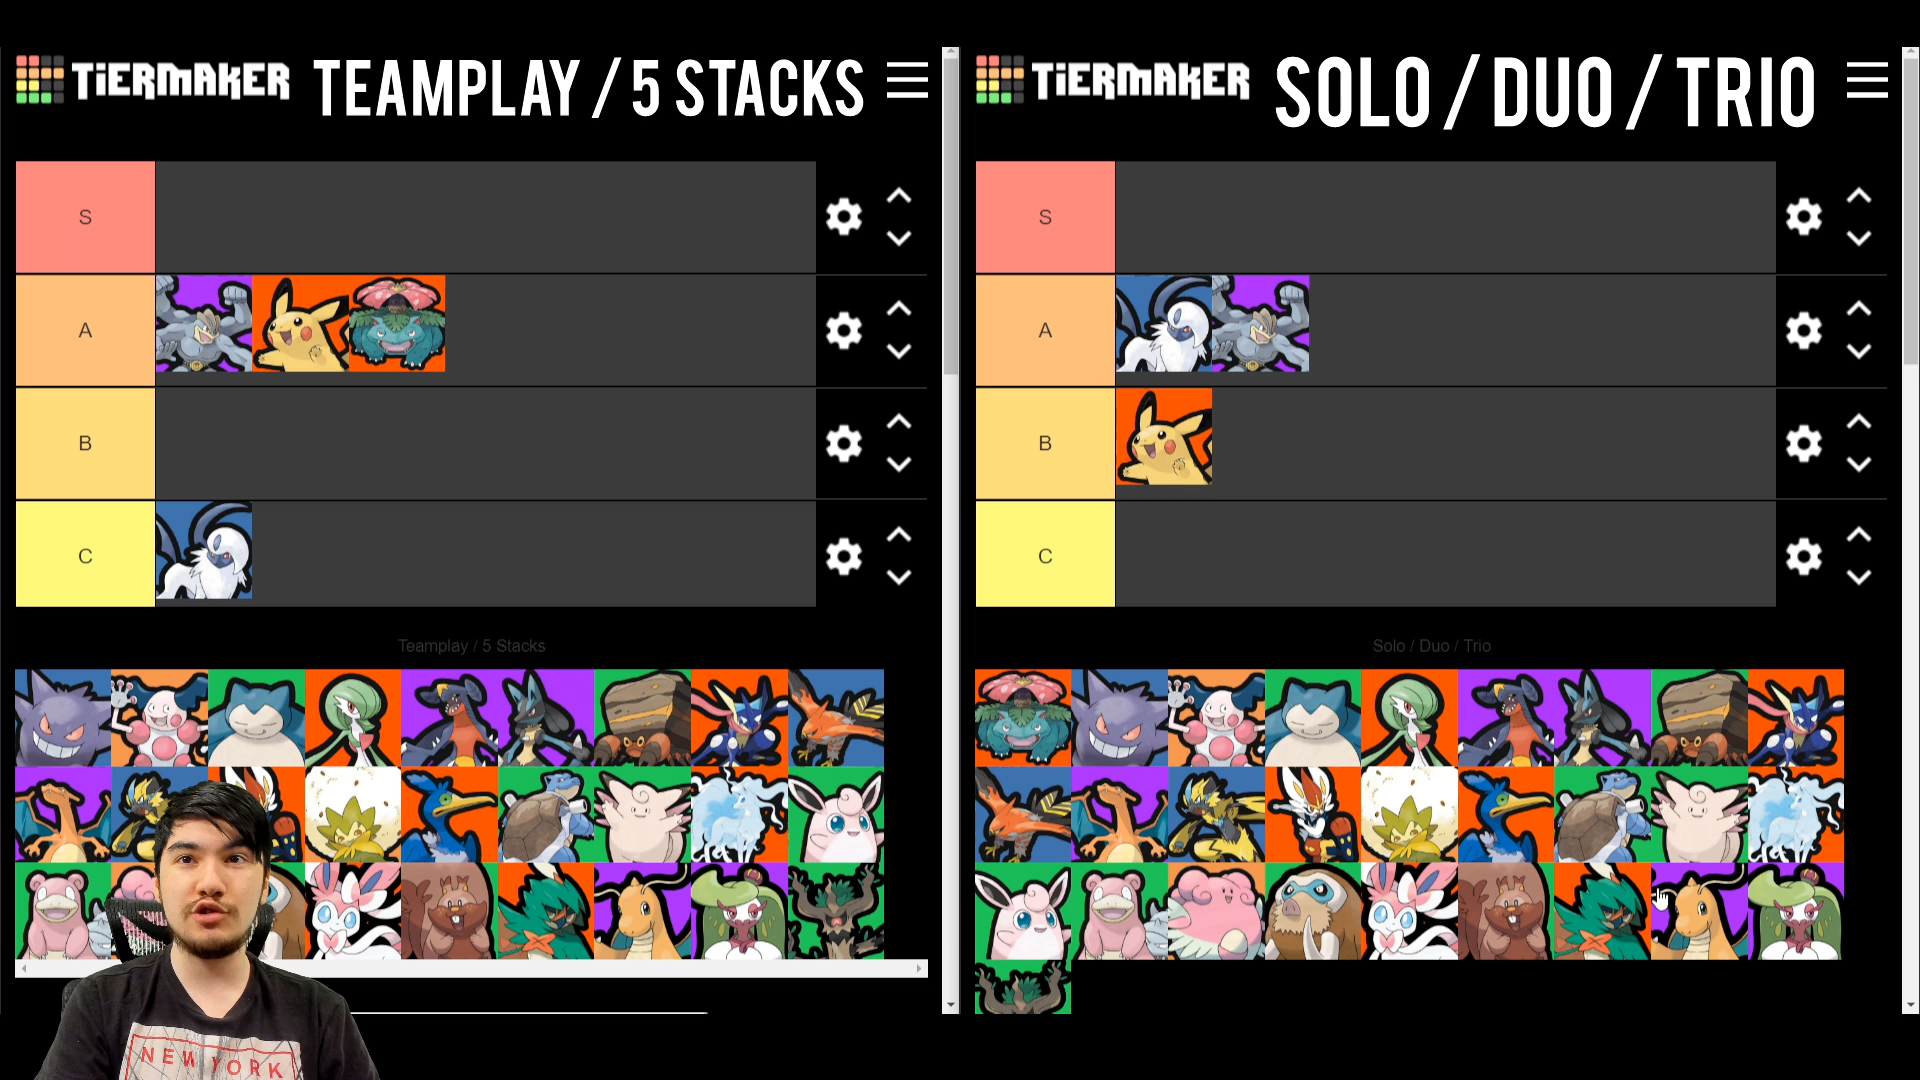 TIERMAKER TEAMPLAY / 5 STACKS
S
A
B
C
Teamplay / 5 Stacks
TIERMAKER SOLO / DUO / TRIO
S
A
B
C
Solo / Duo / Trio
NEW YORK